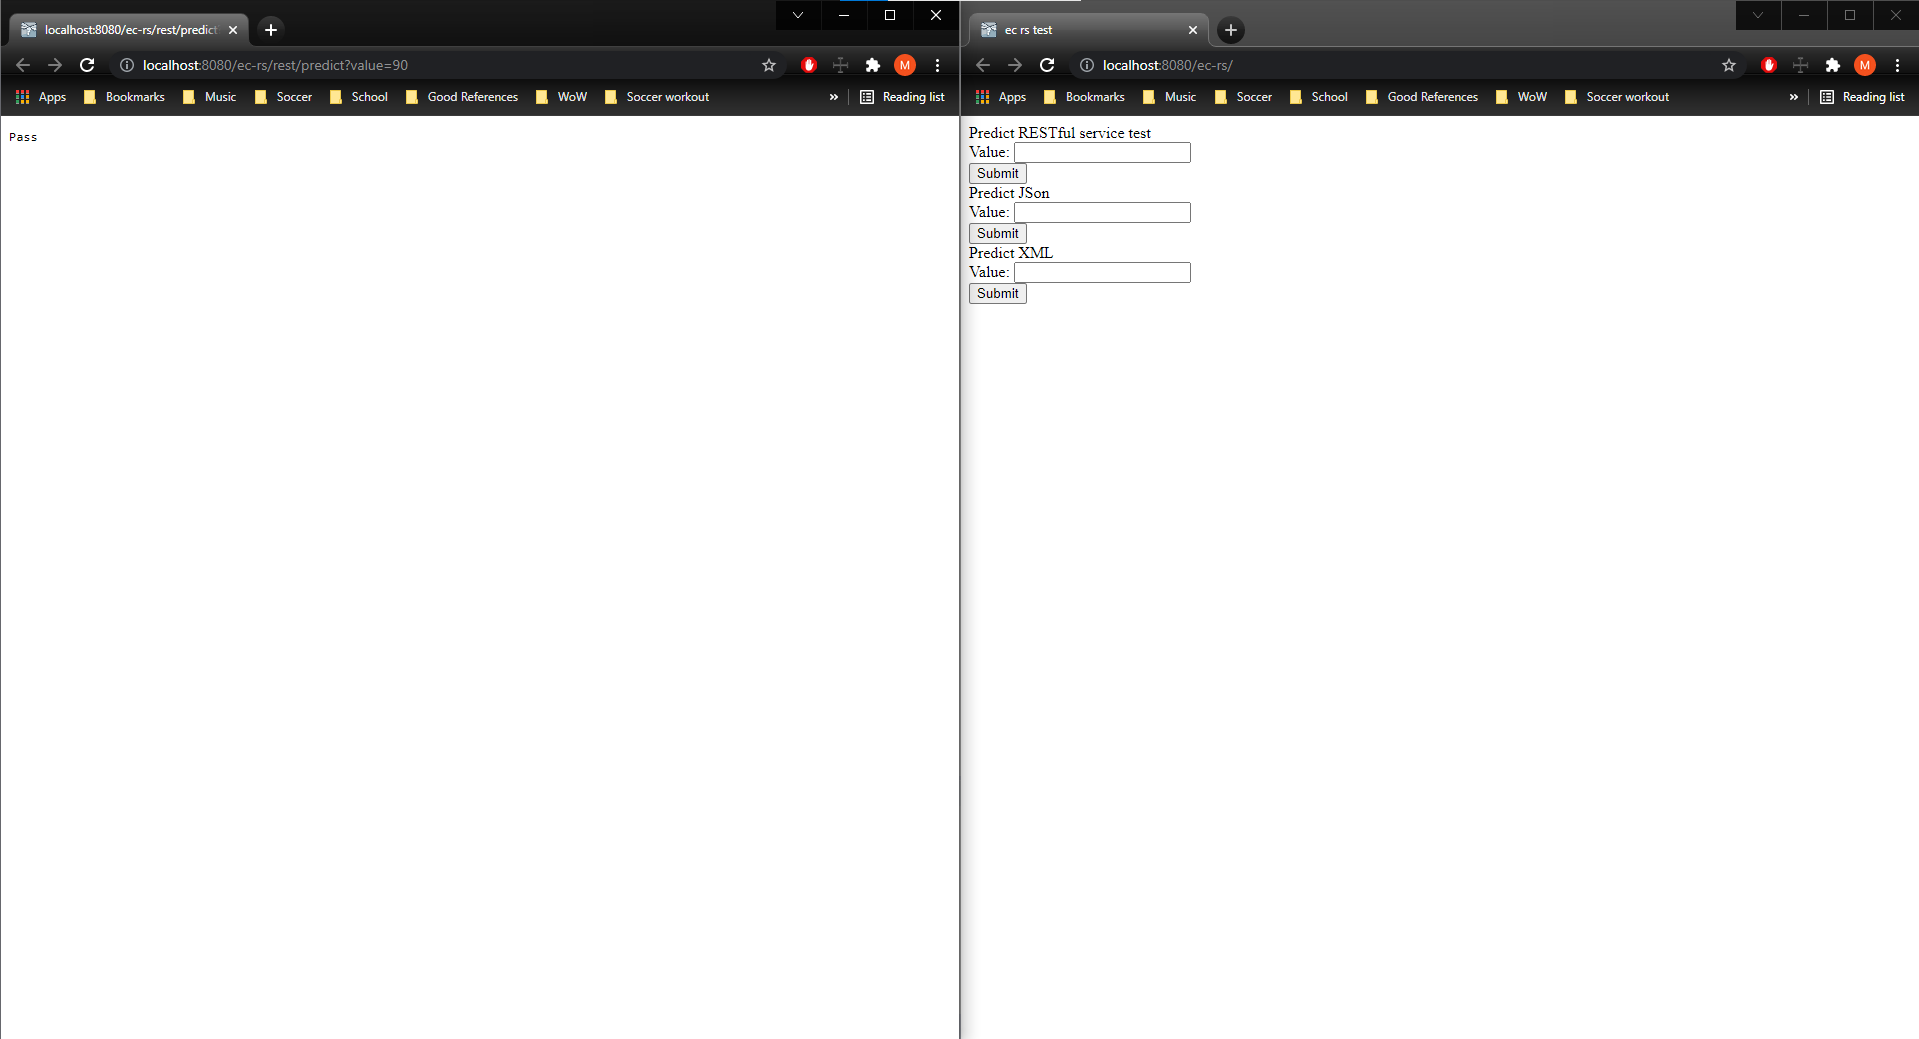 localhost:8080/ec-rs/rest/predict
localhost:8080/ec-rs/rest/predict?value=90
M
Apps Bookmarks Music Soccer School Good References WoW Soccer workout » Reading list
Pass
ec rs test
localhost:8080/ec-rs/
M
Apps Bookmarks Music Soccer School Good References WoW Soccer workout » Reading list
Predict RESTful service test
Value:
Submit
Predict JSon
Value:
Submit
Predict XML
Value:
Submit